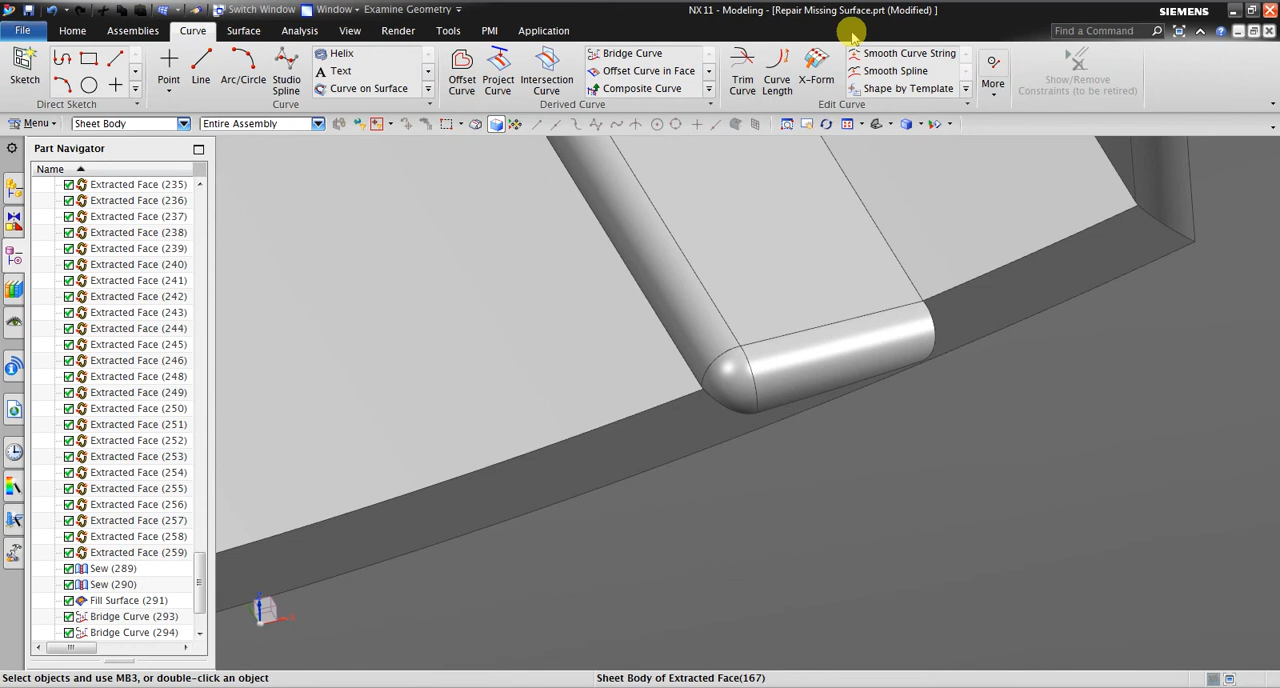 Switch Window Window Examine Geometry
NX 11 - Modeling - [Repair Missing Surface.prt (Modified) ]
SIEMENS
File Home Assemblies Curve Surface Analysis View Render Tools PMI Application
Find a Command
Sketch
Direct Sketch
Point
Line
Arc/Circle
Studio Spline
Helix
Text
Curve on Surface
Curve
Offset Curve
Project Curve
Intersection Curve
Bridge Curve
Offset Curve in Face
Composite Curve
Derived Curve
Trim Curve
Curve Length
X-Form
Smooth Curve String
Smooth Spline
Shape by Template
Edit Curve
More
Show/Remove
Constraints (to be retired)
Menu
Sheet Body
Entire Assembly
Part Navigator
Name
Extracted Face (235)
Extracted Face (236)
Extracted Face (237)
Extracted Face (238)
Extracted Face (239)
Extracted Face (240)
Extracted Face (241)
Extracted Face (242)
Extracted Face (243)
Extracted Face (244)
Extracted Face (245)
Extracted Face (246)
Extracted Face (248)
Extracted Face (249)
Extracted Face (250)
Extracted Face (251)
Extracted Face (252)
Extracted Face (253)
Extracted Face (254)
Extracted Face (255)
Extracted Face (256)
Extracted Face (257)
Extracted Face (258)
Extracted Face (259)
Sew (289)
Sew (290)
Fill Surface (291)
Bridge Curve (293)
Bridge Curve (294)
Select objects and use MB3, or double-click an object
Sheet Body of Extracted Face(167)